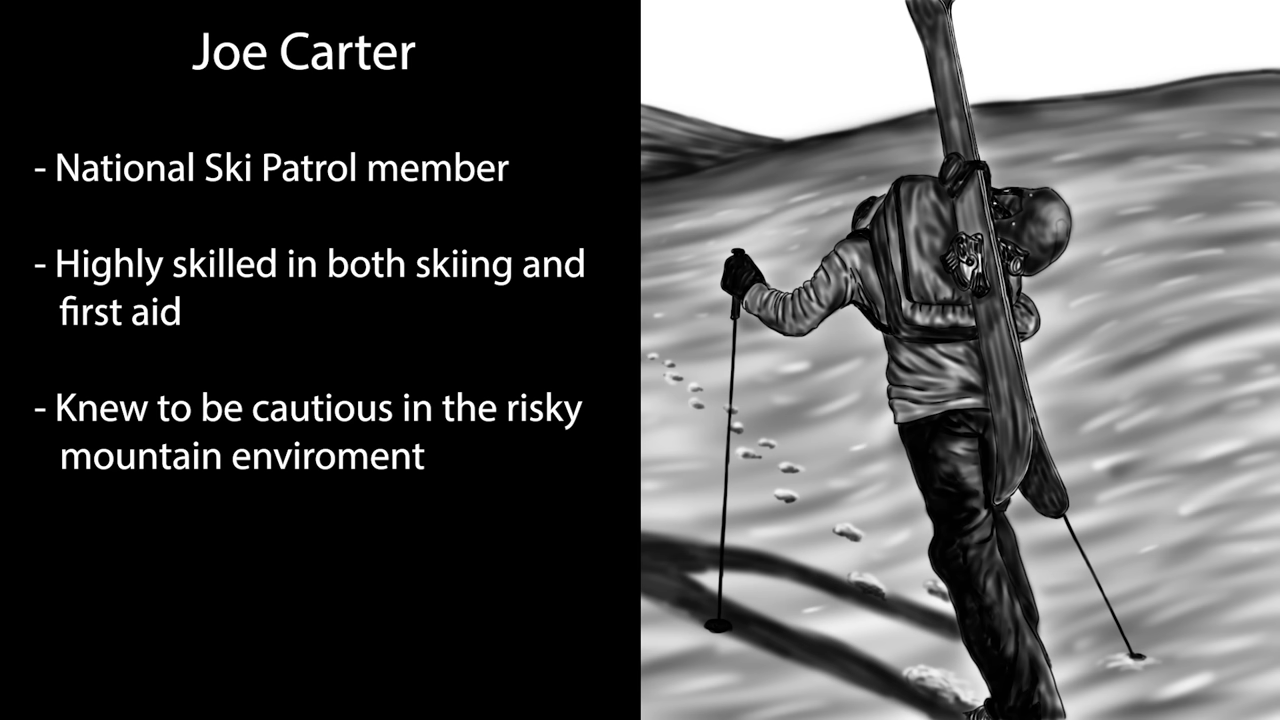 Joe Carter
- National Ski Patrol member
- Highly skilled in both skiing and
first aid
- Knew to be cautious in the risky
mountain enviroment